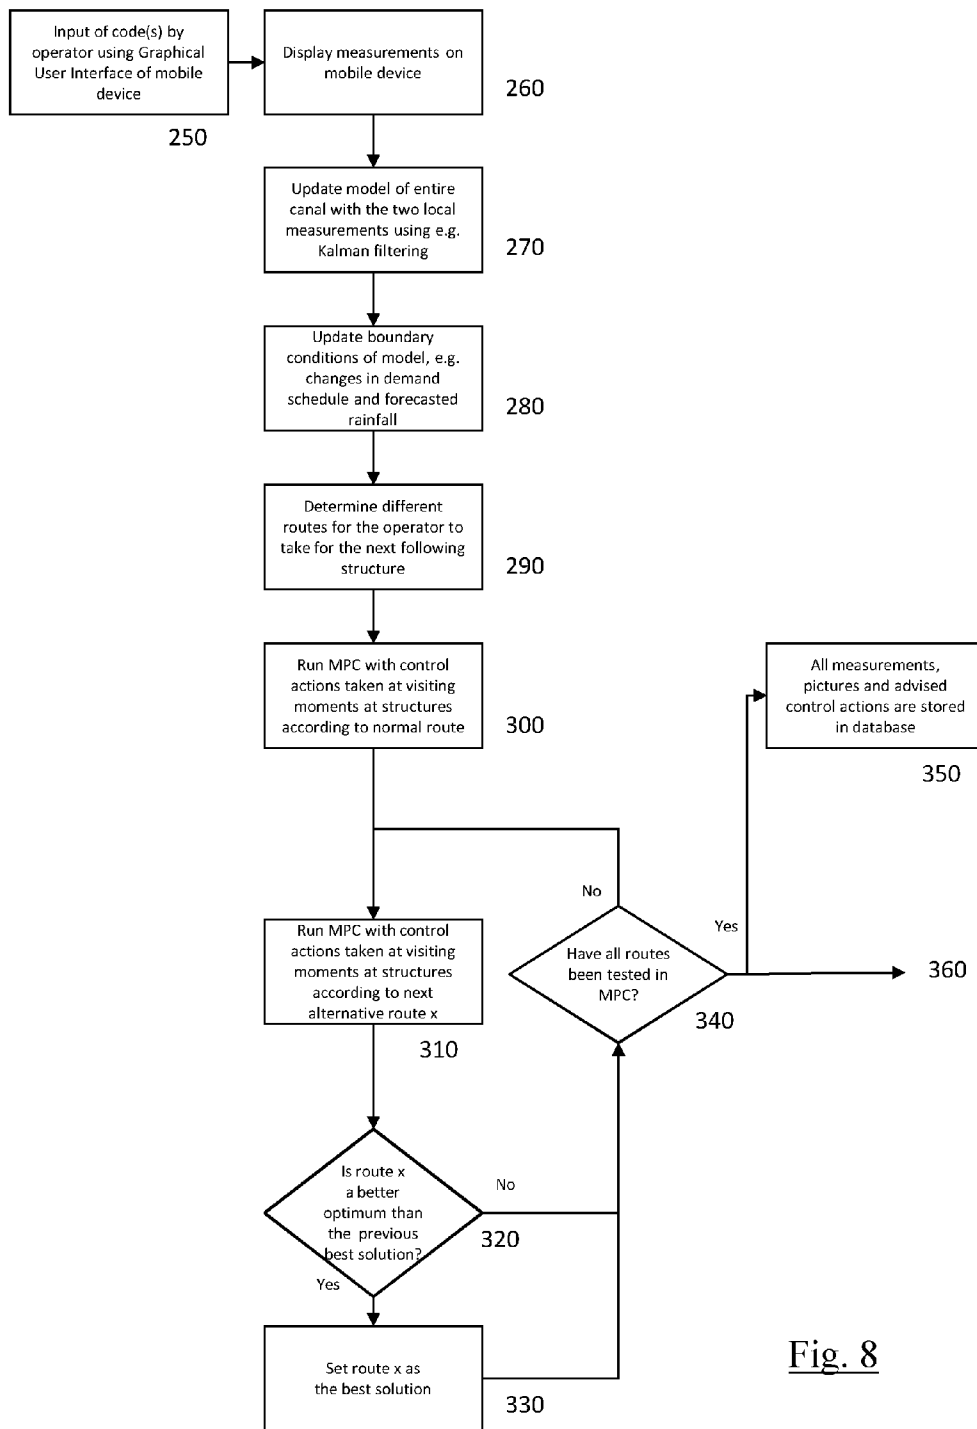 Input of code(s) by
operator using Graphical
User Interface of mobile
device
250
Display measurements on
mobile device
260
Update model of entire
canal with the two local
measurements using e.g.
Kalman filtering
270
Update boundary
conditions of model, e.g.
changes in demand
schedule and forecasted
rainfall
280
Determine different
routes for the operator to
take for the next following
structure
290
Run MPC with control
actions taken at visiting
moments at structures
according to normal route
300
All measurements,
pictures and advised
control actions are stored
in database
350
No
Yes
Run MPC with control
actions taken at visiting
moments at structures
according to next
alternative route x
310
Have all routes
been tested in
MPC?
340
360
Is route x
a better
optimum than
the previous
best solution?
No
320
Yes
Set route x as
the best solution
330
Fig. 8